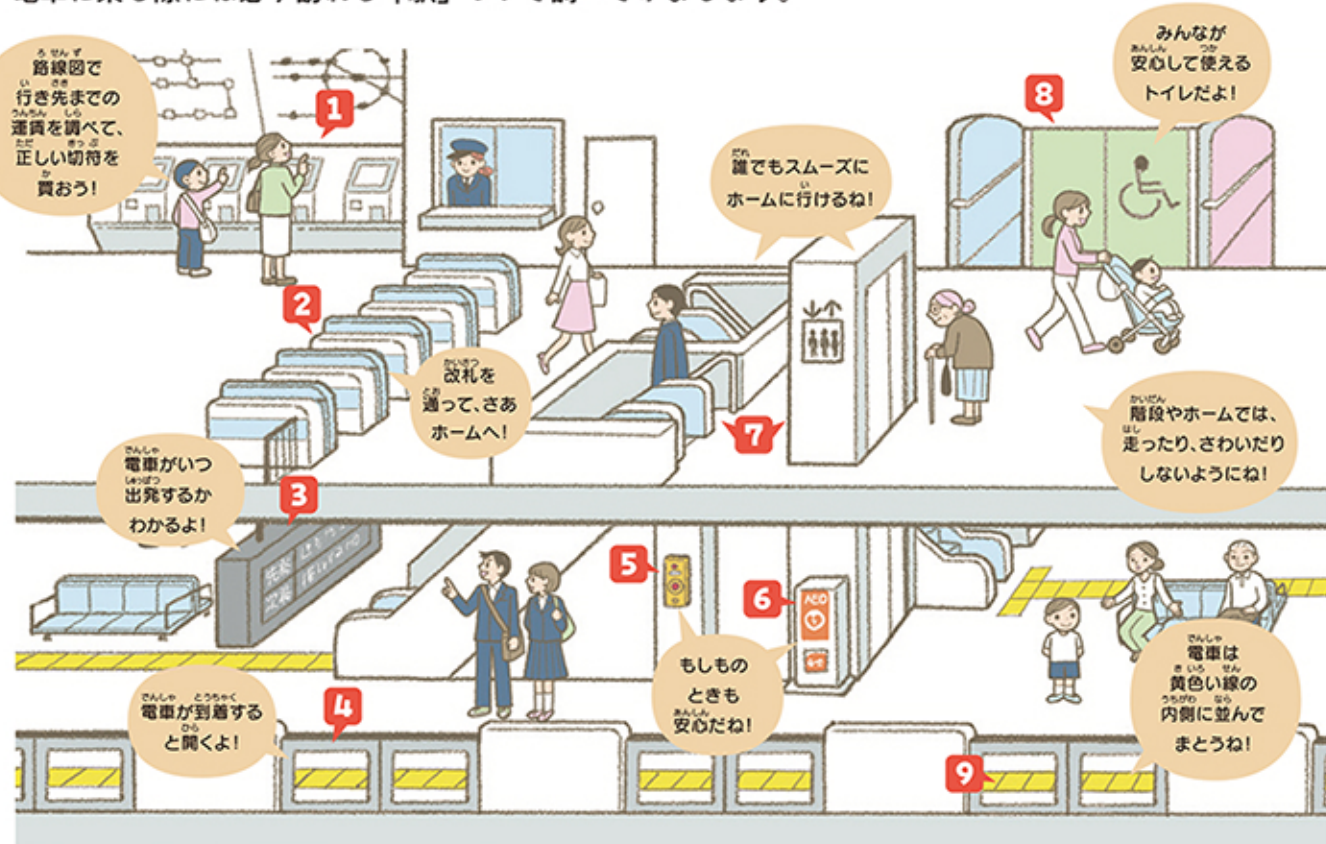 路線図で
行き先までの
運賃を調べて、
正しい切符を
買おう!
1
みんなが
安心して使える
トイレだよ!
8
誰でもスムーズに
ホームに行けるね!
2
改札を
通って、さあ
ホームへ!
7
階段やホームでは、
走ったり、さわいだり
しないようにね!
電車がいつ
出発するか
わかるよ!
3
先発
次発
5
6
AED
もしもの
ときも
安心だね!
電車が到着する
と開くよ!
4
電車は
黄色い線の
内側に並んで
まとうね!
9